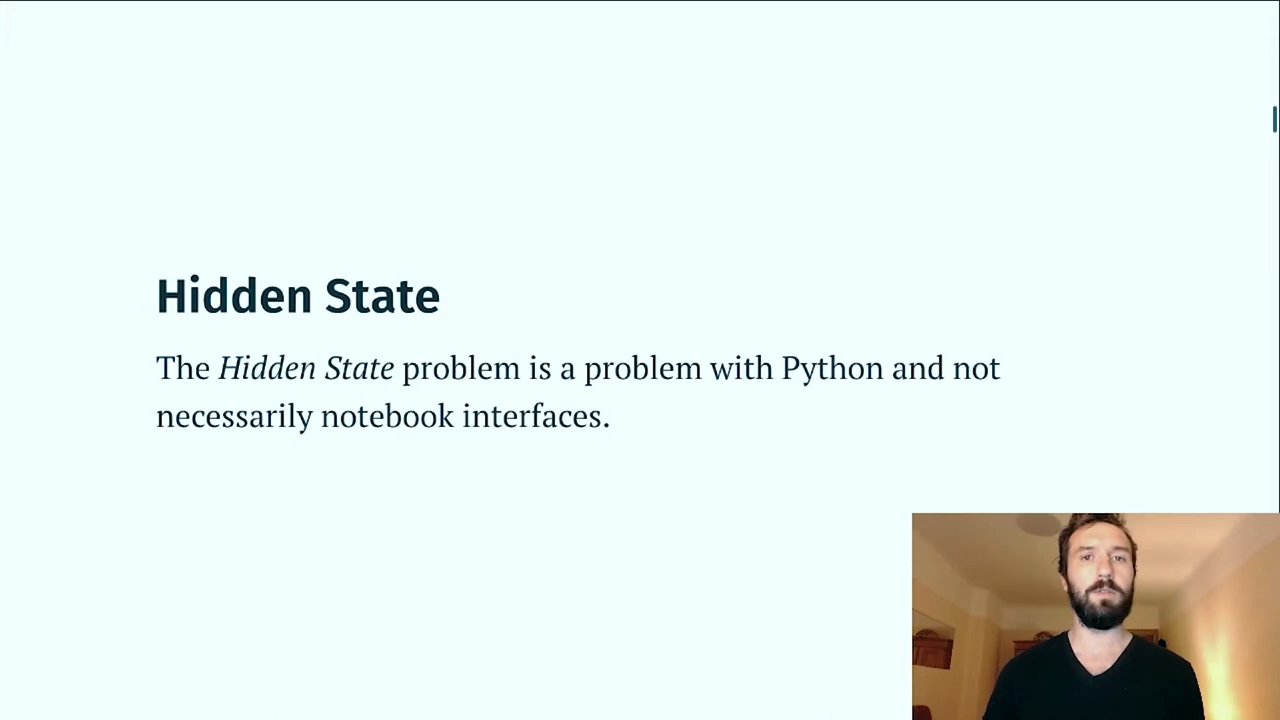 Hidden State
The Hidden State problem is a problem with Python and not
necessarily notebook interfaces.